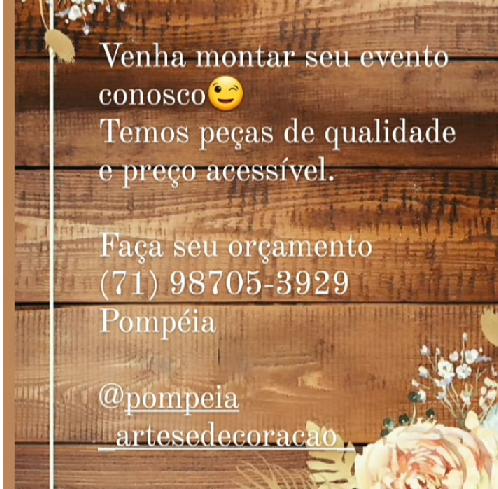 Venha montar seu evento
conosco😉
Temos peças de qualidade
e preço acessível.
Faça seu orçamento
(71) 98705-3929
Pompéia
@pompeia
_artesedecoracao_